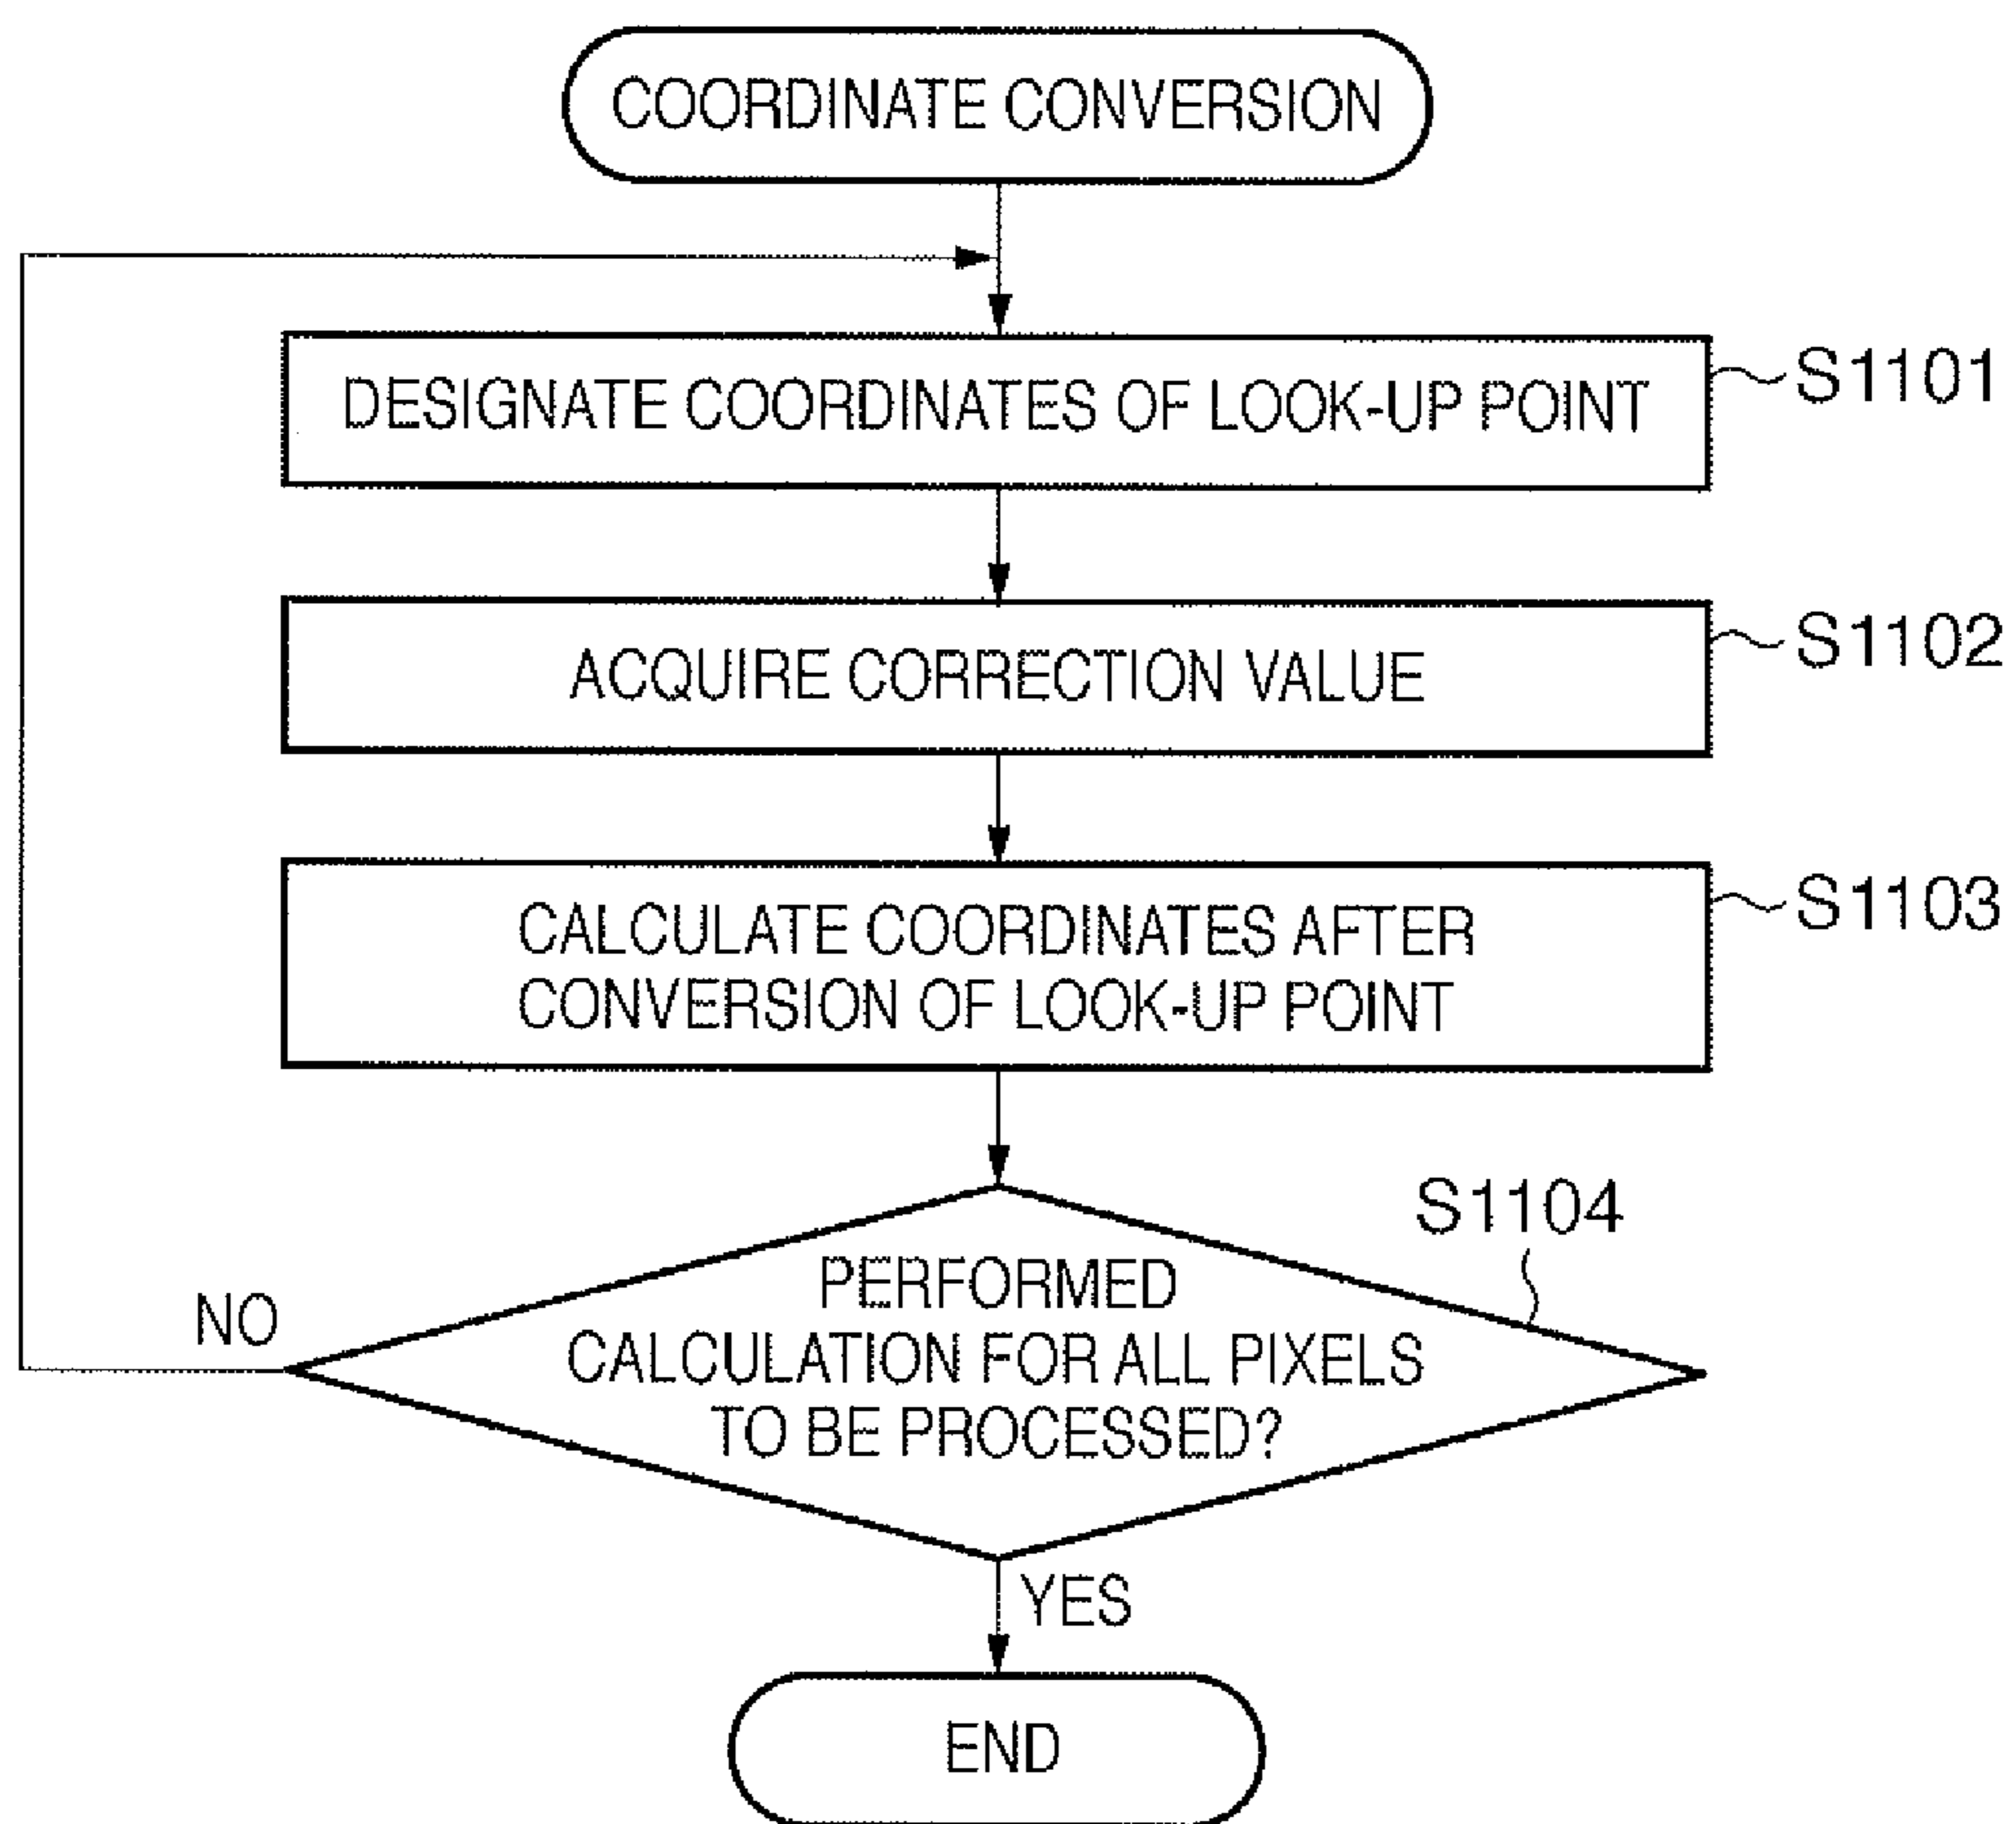 COORDINATE CONVERSION
DESIGNATE COORDINATES OF LOOK-UP POINT
S1101
ACQUIRE CORRECTION VALUE
S1102
CALCULATE COORDINATES AFTER
CONVERSION OF LOOK-UP POINT
S1103
S1104
PERFORMED
CALCULATION FOR ALL PIXELS
TO BE PROCESSED?
NO
YES
END